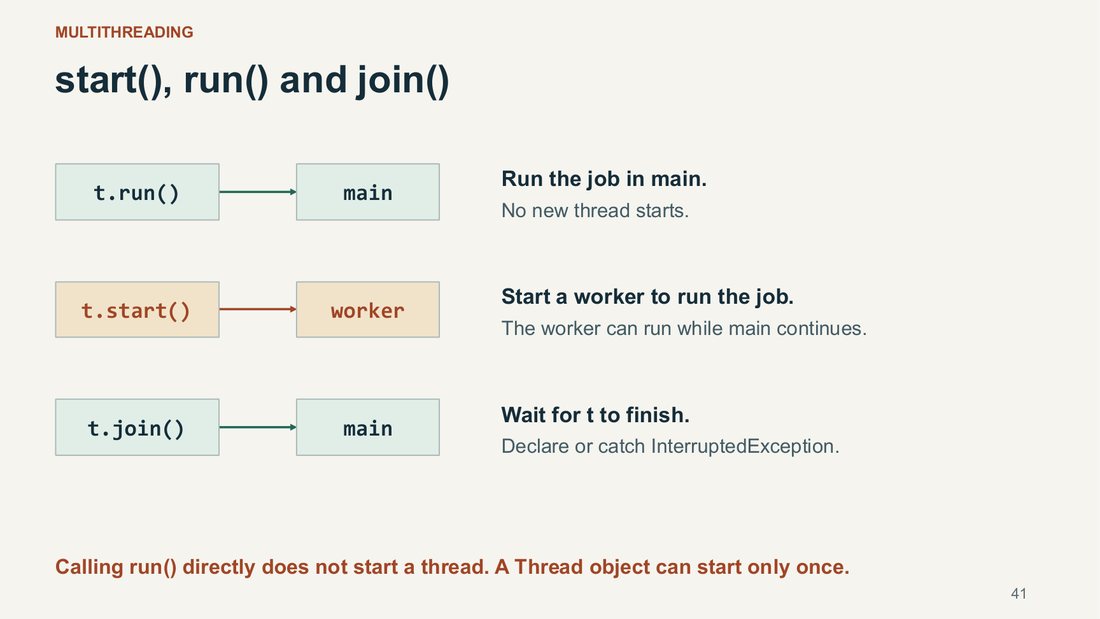 MULTITHREADING
start(), run() and join()
t.run()
main
Run the job in main.
No new thread starts.
t.start()
worker
Start a worker to run the job.
The worker can run while main continues.
t.join()
main
Wait for t to finish.
Declare or catch InterruptedException.
Calling run() directly does not start a thread. A Thread object can start only once.
41